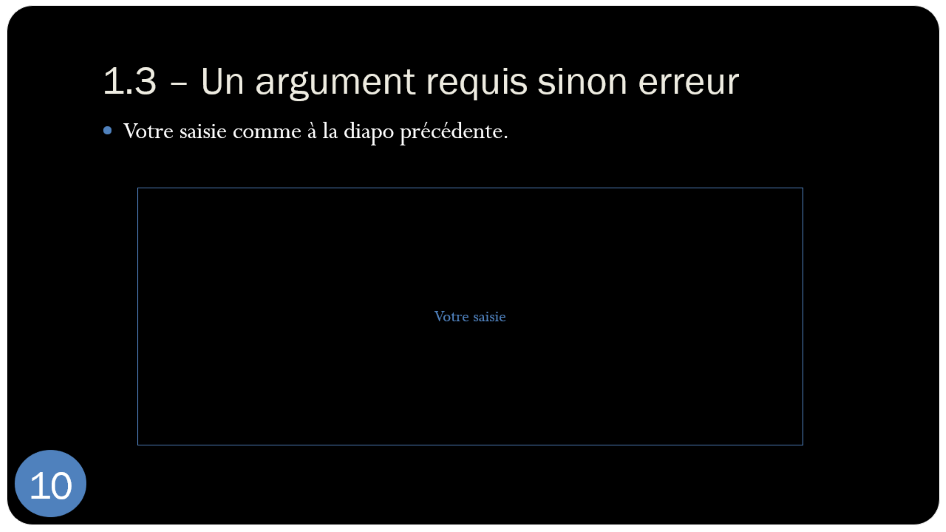 1.3 – Un argument requis sinon erreur
Votre saisie comme à la diapo précédente.
Votre saisie
10